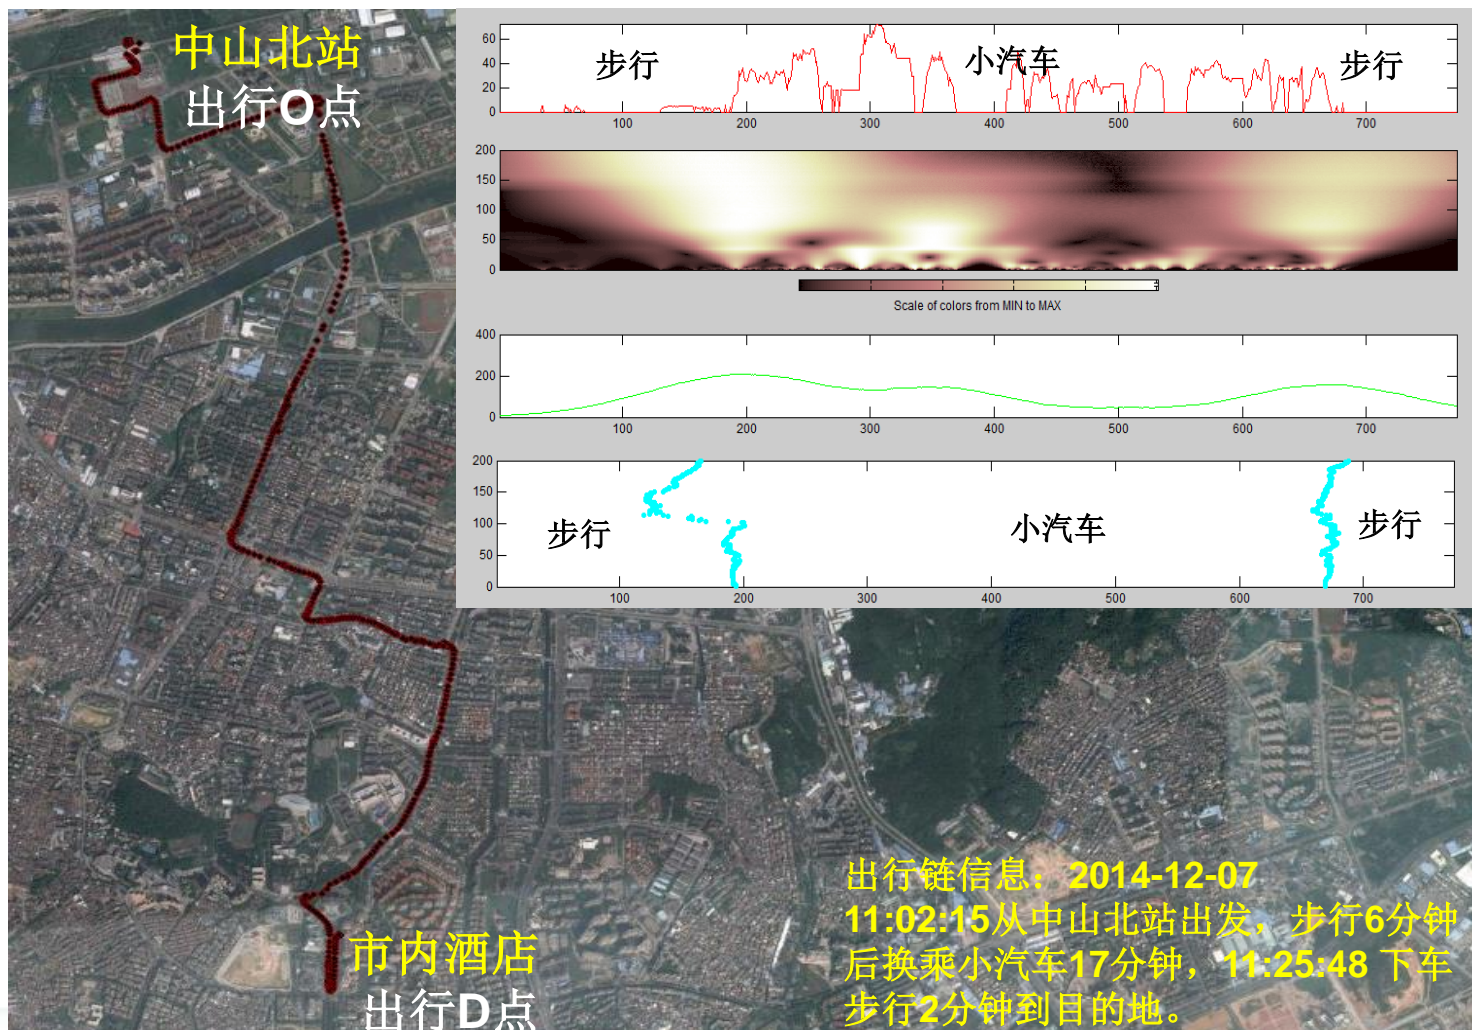 中山北站
出行O点
60
40
20
0
步行
小汽车
步行
100
200
300
400
500
600
700
200
150
100
50
0
Scale of colors from MIN to MAX
400
200
0
100
200
300
400
500
600
700
200
150
100
50
0
步行
小汽车
步行
100
200
300
400
500
600
700
出行链信息：2014-12-07
11:02:15从中山北站出发，步行6分钟
后换乘小汽车17分钟，11:25:48 下车
步行2分钟到目的地。
市内酒店
出行D点